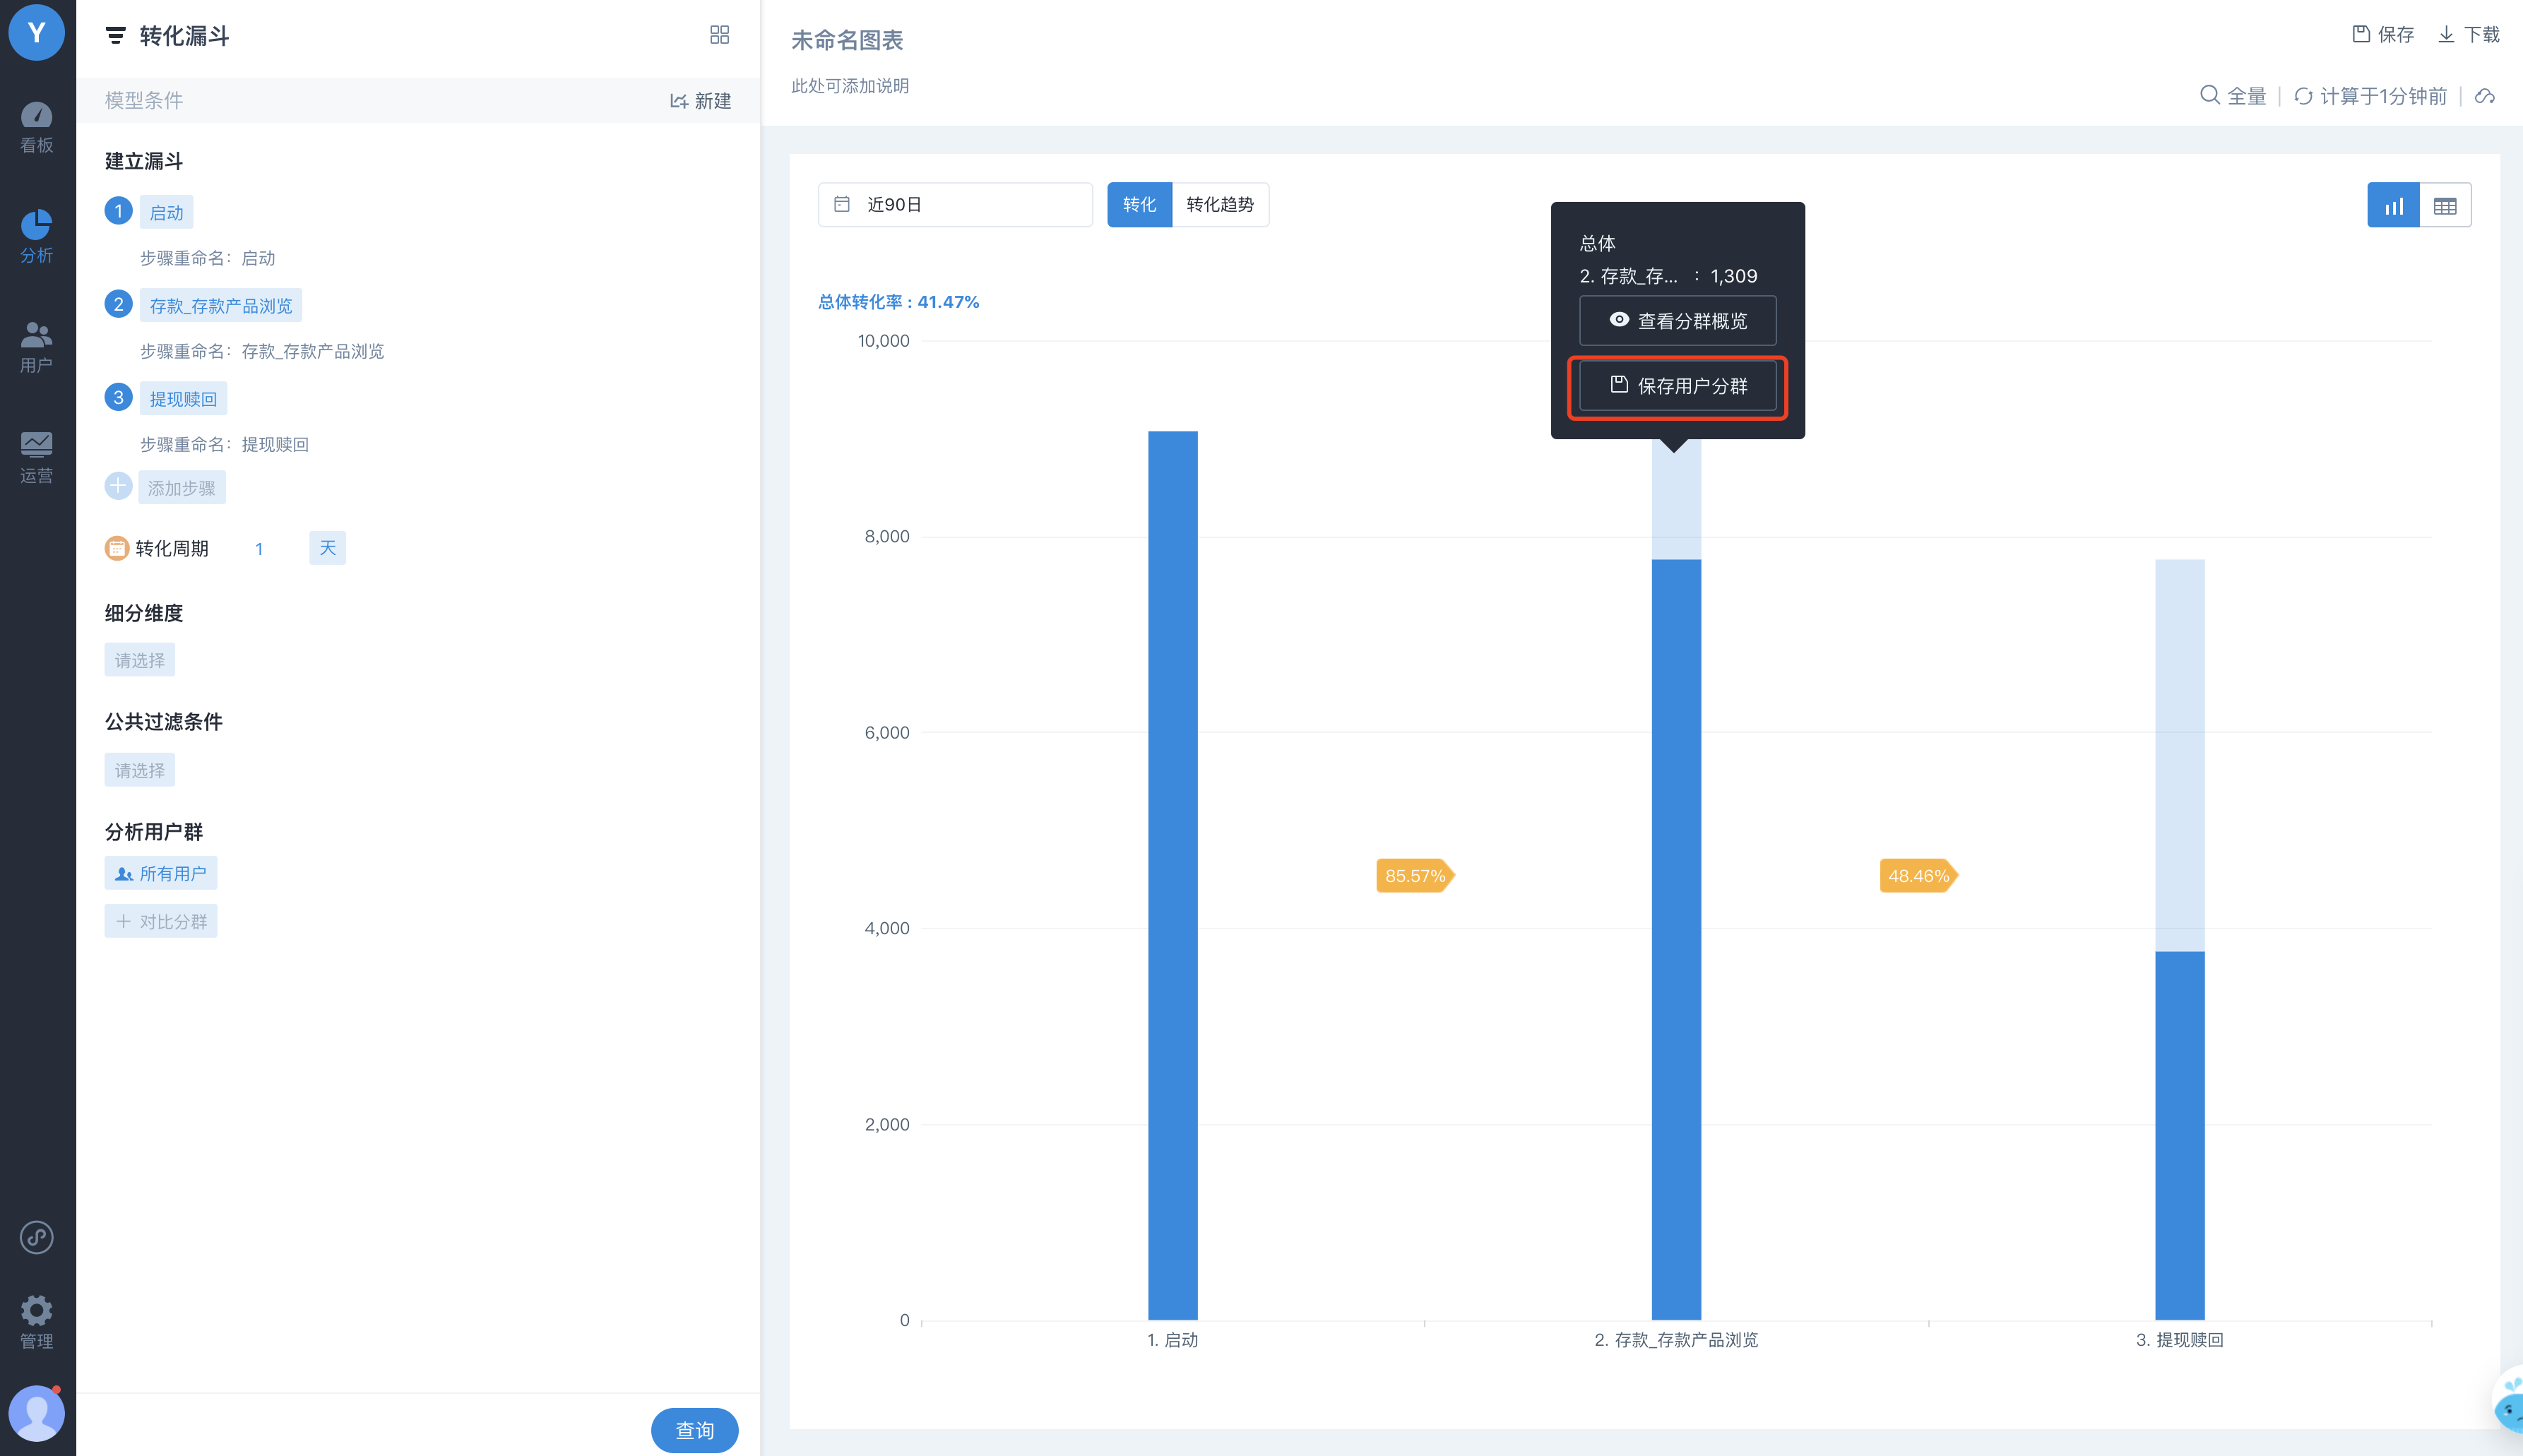 Y
看板
分析
用户
运营
管理
转化漏斗
模型条件
新建
建立漏斗
1 启动
步骤重命名：启动
2 存款_存款产品浏览
步骤重命名：存款_存款产品浏览
3 提现赎回
步骤重命名：提现赎回
添加步骤
转化周期 1 天
细分维度
请选择
公共过滤条件
请选择
分析用户群
所有用户
对比分群
查询
未命名图表
此处可添加说明
保存 下载
全量 | 计算于1分钟前
近90日
转化 转化趋势
总体
2. 存款_存... : 1,309
查看分群概览
保存用户分群
总体转化率 : 41.47%
10,000
8,000
6,000
4,000
2,000
0
85.57%
48.46%
1. 启动
2. 存款_存款产品浏览
3. 提现赎回